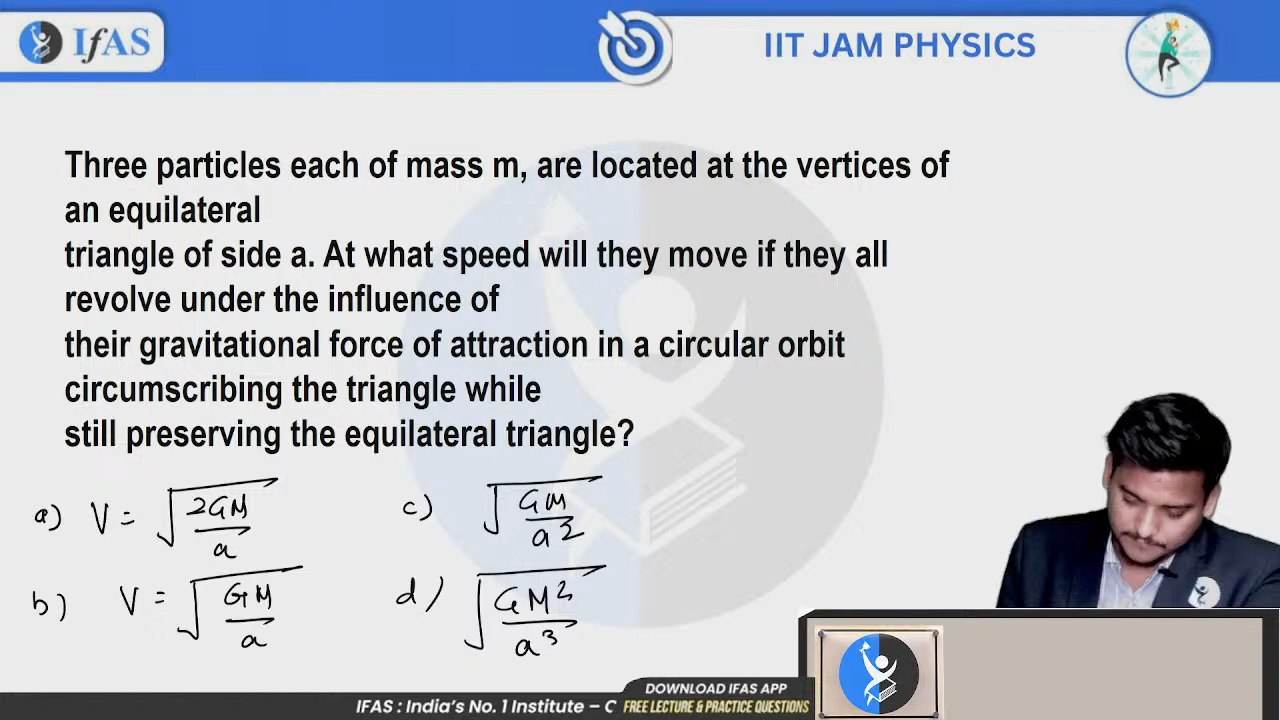 IfAS
IIT JAM PHYSICS
Three particles each of mass m, are located at the vertices of
an equilateral
triangle of side a. At what speed will they move if they all
revolve under the influence of
their gravitational force of attraction in a circular orbit
circumscribing the triangle while
still preserving the equilateral triangle?
a) V = √(2GM/a)
c) √(GM/a²)
b) V = √(GM/a)
d) √(GM²/a³)
DOWNLOAD IFAS APP
IFAS : India's No. 1 Institute – C FREE LECTURE & PRACTICE QUESTIONS